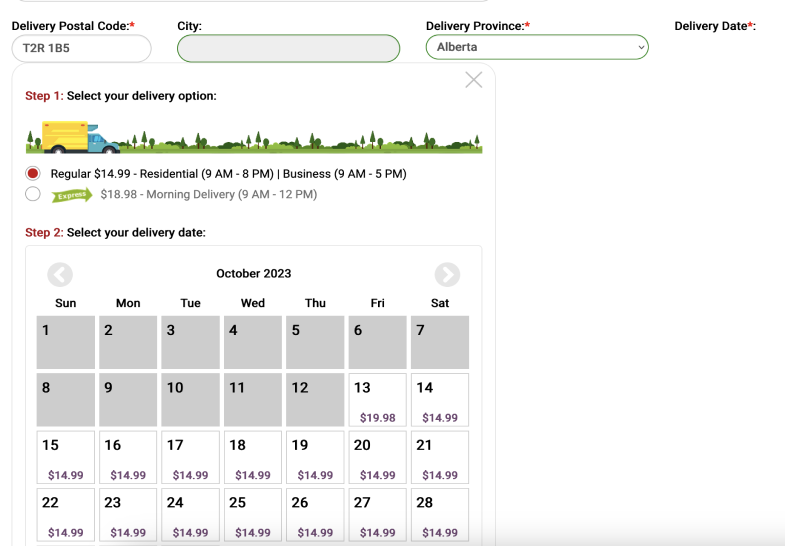 Delivery Postal Code:* City: Delivery Province:* Delivery Date*:
T2R 1B5 Alberta
Step 1: Select your delivery option:
Regular $14.99 - Residential (9 AM - 8 PM) | Business (9 AM - 5 PM)
Express $18.98 - Morning Delivery (9 AM - 12 PM)
Step 2: Select your delivery date:
October 2023
Sun Mon Tue Wed Thu Fri Sat
1 2 3 4 5 6 7
8 9 10 11 12 13 14
$19.98 $14.99
15 16 17 18 19 20 21
$14.99 $14.99 $14.99 $14.99 $14.99 $14.99 $14.99
22 23 24 25 26 27 28
$14.99 $14.99 $14.99 $14.99 $14.99 $14.99 $14.99